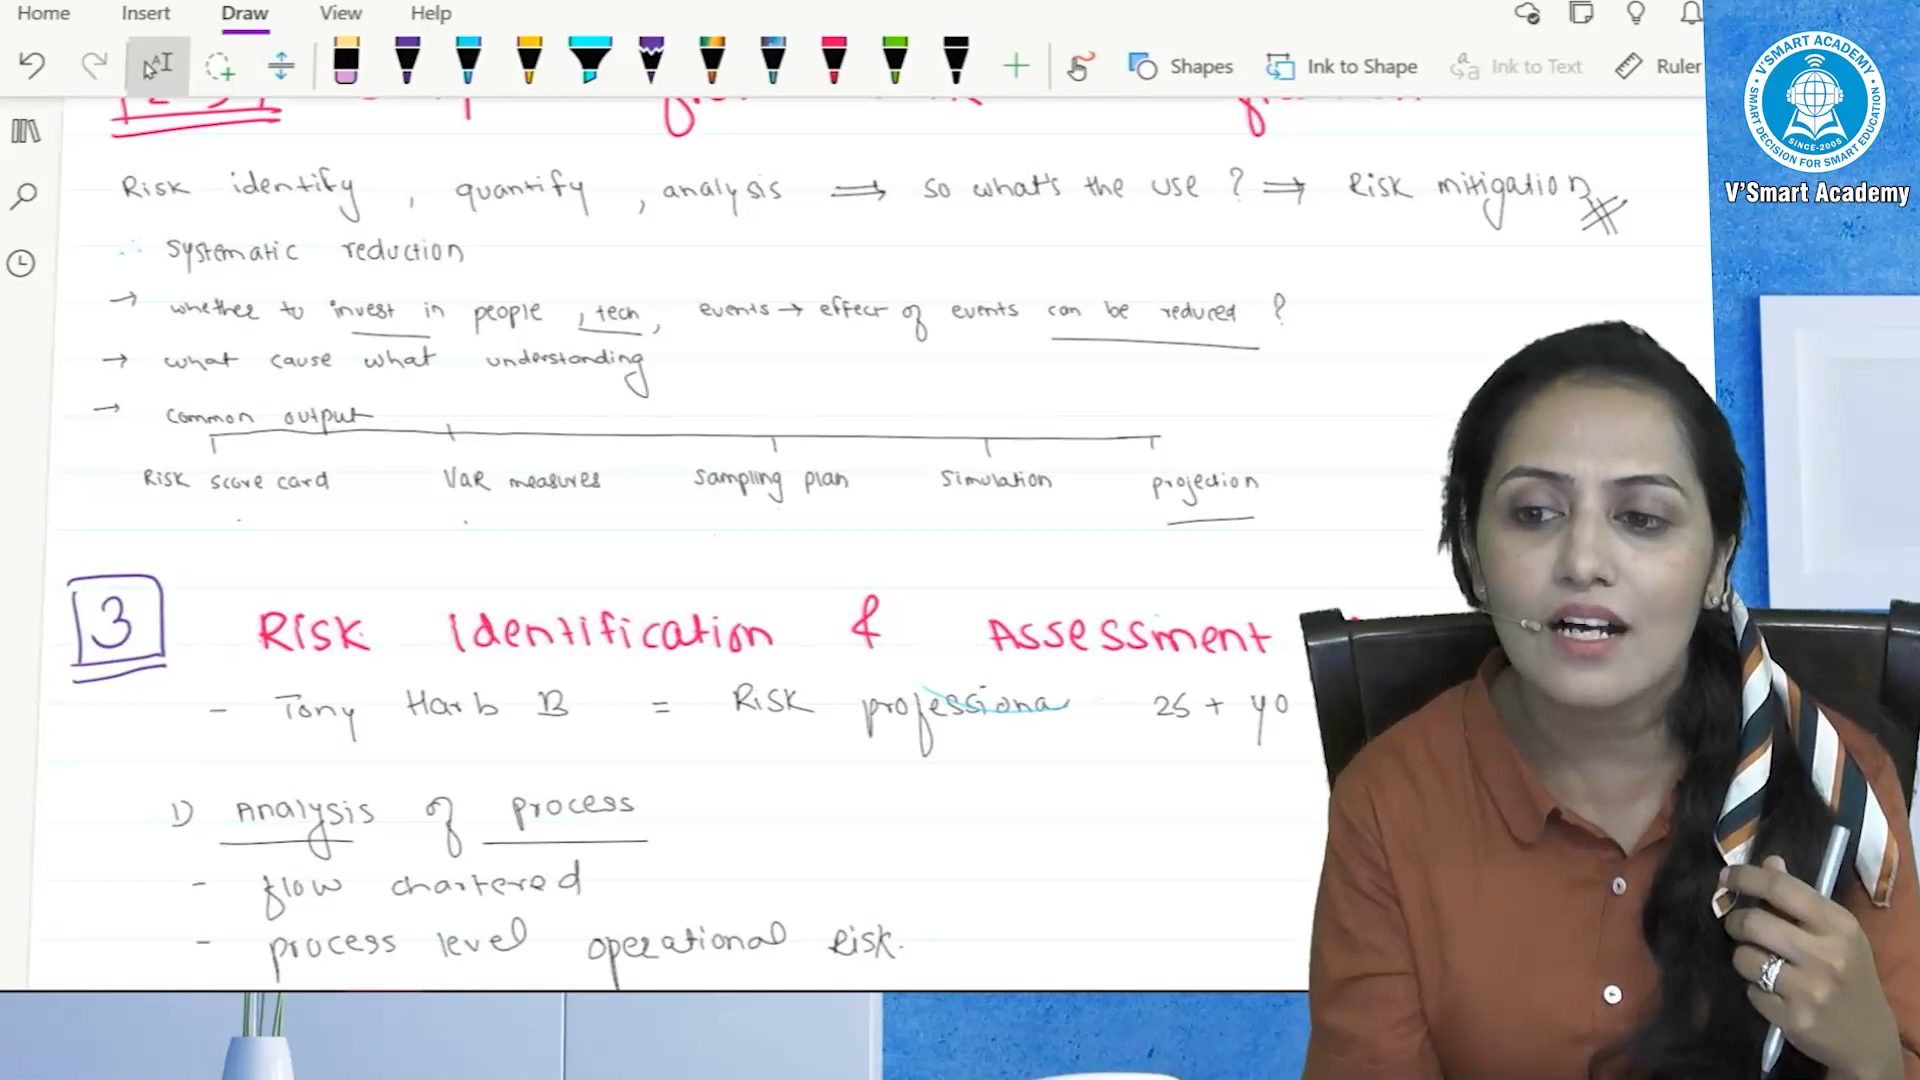 Home Insert Draw View Help
Shapes Ink to Shape Ink to Text Ruler
Risk identify , quantify , analysis ⇒ so what's the use ? ⇒ Risk mitigation
∴ systematic reduction
→ whether to invest in people , tech , events → effect of events can be reduced ?
→ what cause what understanding
→ common output
Risk score card VaR measures sampling plan simulation projection
3 Risk Identification & Assessment
- Tony Harb B = Risk professiona 25 + yo
1) Analysis of process
- flow chartered
- process level operational Risk.
V'SMART ACADEMY
SMART DECISION FOR SMART EDUCATION
SINCE-2005
V'Smart Academy